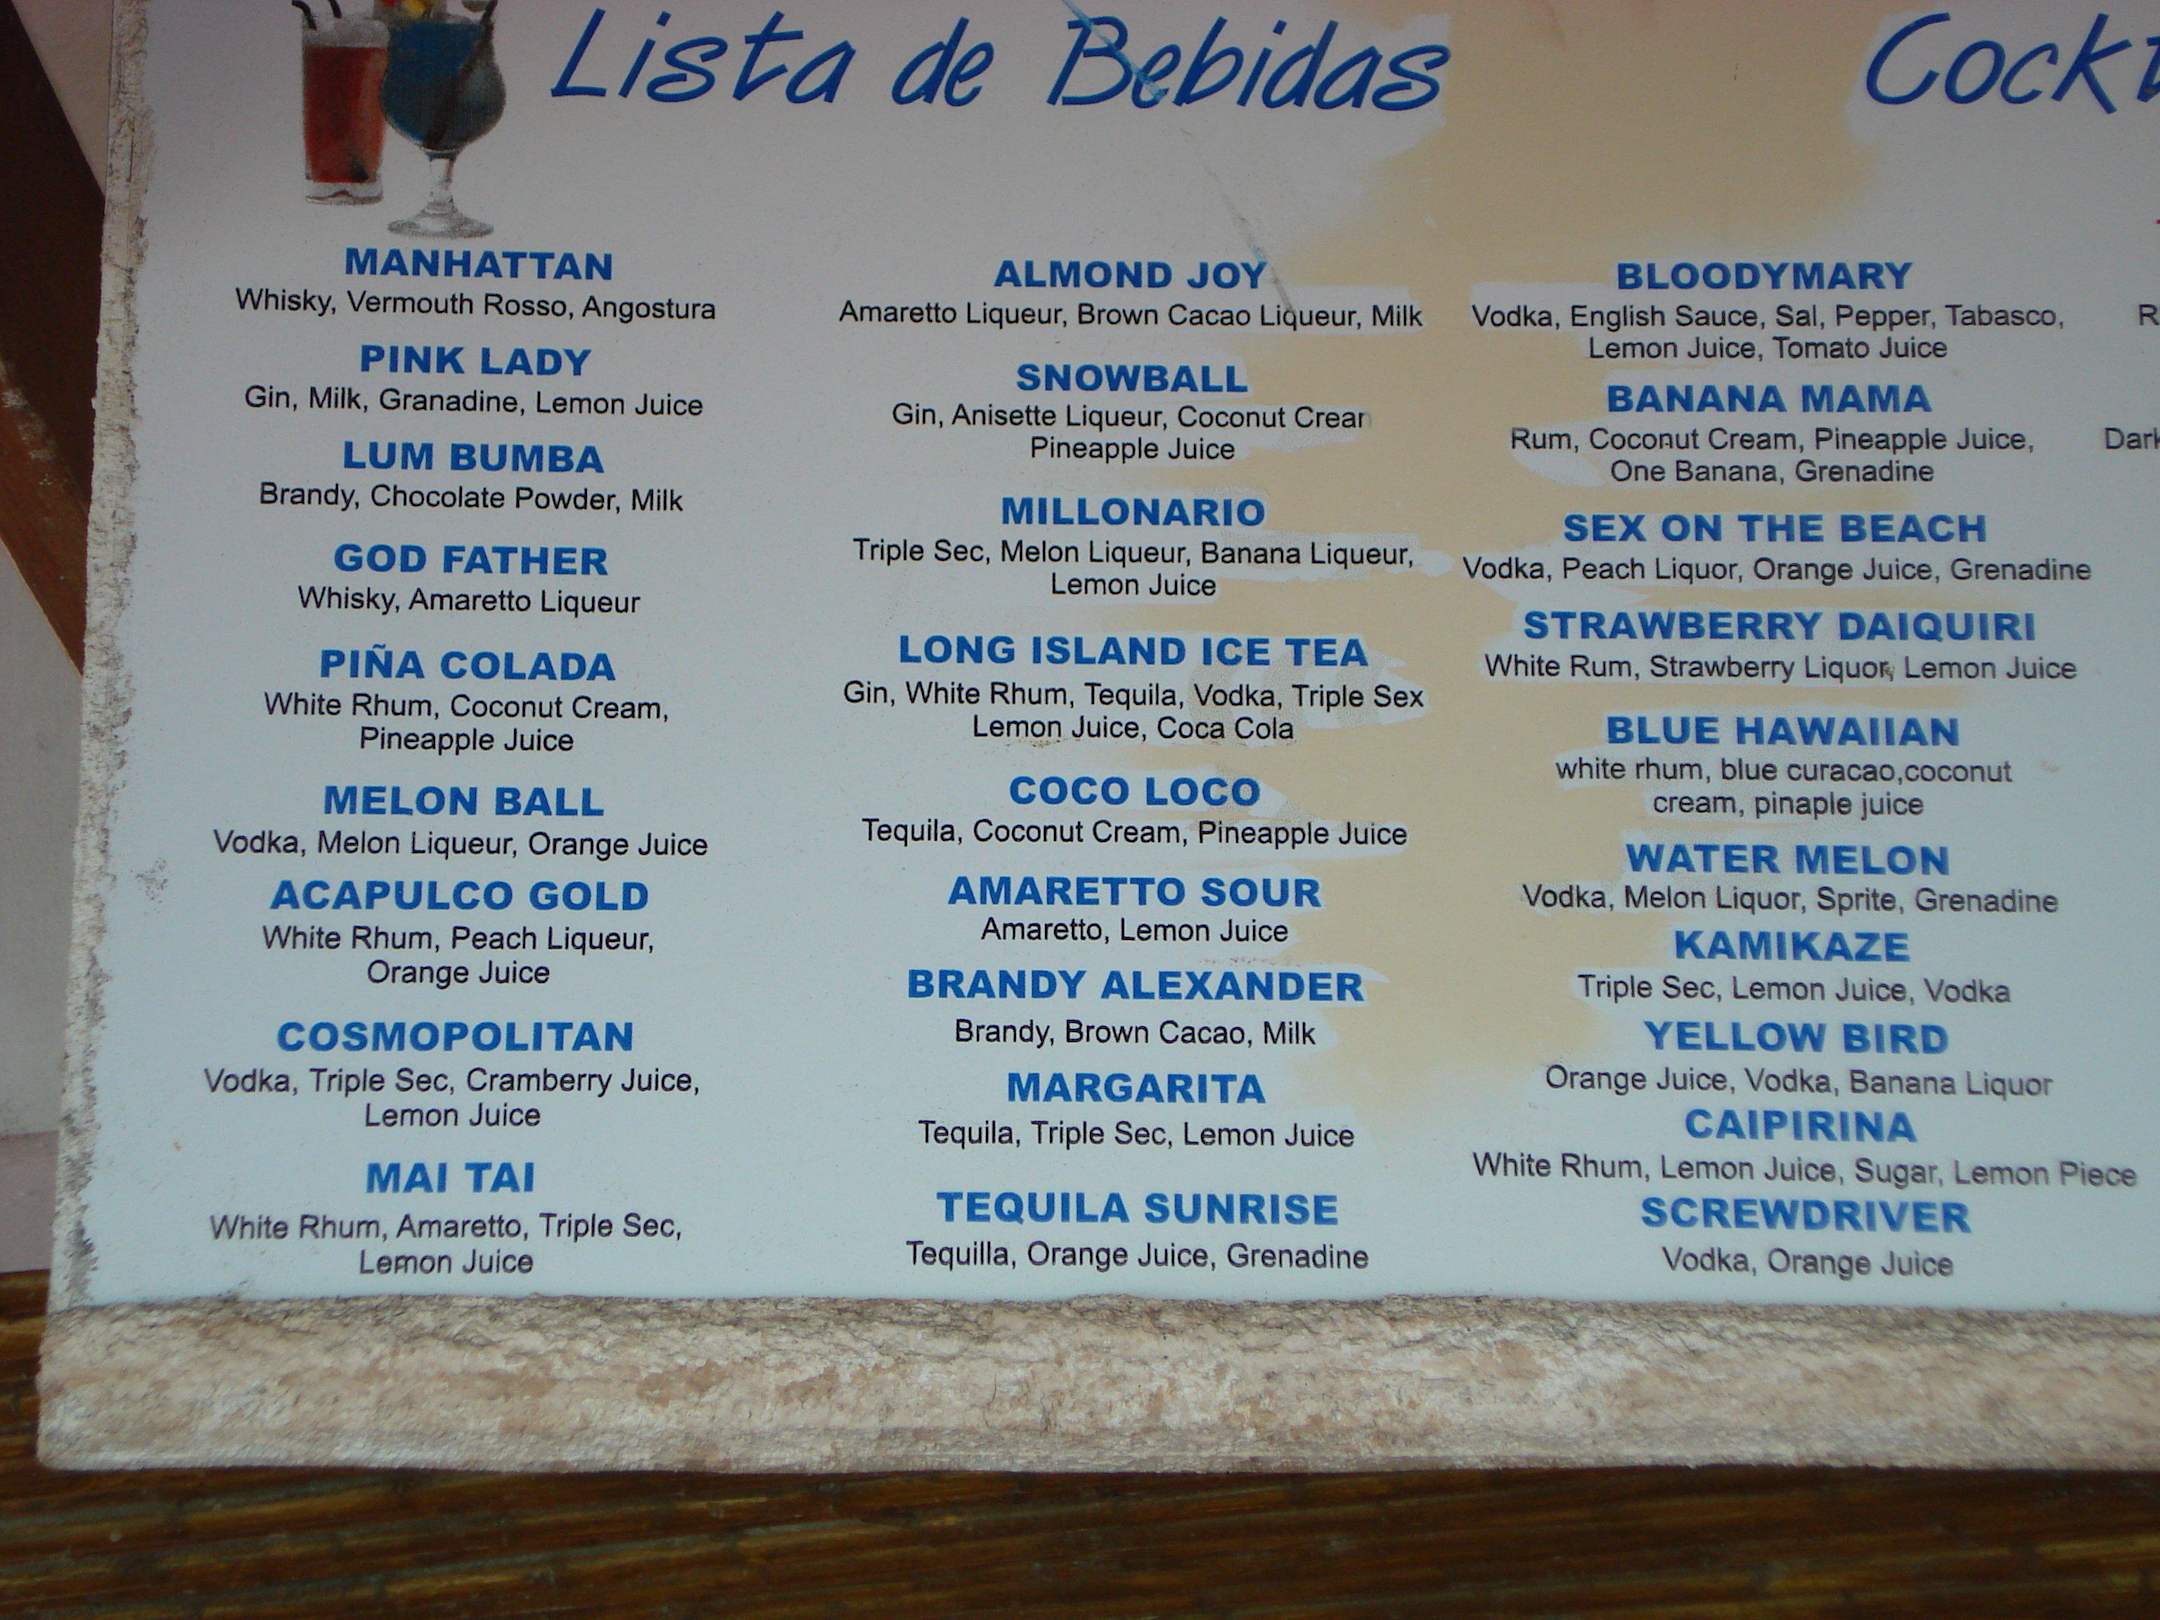 Lista de Bebidas
MANHATTAN
Whisky, Vermouth Rosso, Angostura
PINK LADY
Gin, Milk, Granadine, Lemon Juice
LUM BUMBA
Brandy, Chocolate Powder, Milk
GOD FATHER
Whisky, Amaretto Liqueur
PIÑA COLADA
White Rhum, Coconut Cream,
Pineapple Juice
MELON BALL
Vodka, Melon Liqueur, Orange Juice
ACAPULCO GOLD
White Rhum, Peach Liqueur,
Orange Juice
COSMOPOLITAN
Vodka, Triple Sec, Cramberry Juice,
Lemon Juice
MAI TAI
White Rhum, Amaretto, Triple Sec,
Lemon Juice
ALMOND JOY
Amaretto Liqueur, Brown Cacao Liqueur, Milk
SNOWBALL
Gin, Anisette Liqueur, Coconut
Pineapple Juice
MILLONARIO
Triple Sec, Melon Liqueur, Banana Liqueur,
Lemon Juice
LONG ISLAND ICE TEA
Gin, White Rhum, Tequila, Vodka, Triple Sex
Lemon Juice, Coca Cola
COCO LOCO
Tequila, Coconut Cream, Pineapple Juice
AMARETTO SOUR
Amaretto, Lemon Juice
BRANDY ALEXANDER
Brandy, Brown Cacao, Milk
MARGARITA
Tequila, Triple Sec, Lemon Juice
TEQUILA SUNRISE
Tequilla, Orange Juice, Grenadine
BLOODYMARY
Vodka, English Sauce, Sal, Pepper, Tabasco,
Lemon Juice, Tomato Juice
BANANA MAMA
Rum, Coconut Cream, Pineapple Juice,
One Banana, Grenadine
SEX ON THE BEACH
Vodka, Peach Liquor, Orange Juice, Grenadine
STRAWBERRY DAIQUIRI
White Rum, Strawberry Liquor, Lemon Juice
BLUE HAWAIIAN
white rhum, blue curacao,coconut
cream, pinaple juice
WATER MELON
Vodka, Melon Liquor, Sprite, Grenadine
KAMIKAZE
Triple Sec, Lemon Juice, Vodka
YELLOW BIRD
Orange Juice, Vodka, Banana Liquor
CAIPIRINA
White Rhum, Lemon Juice, Sugar, Lemon Piece
SCREWDRIVER
Vodka, Orange Juice